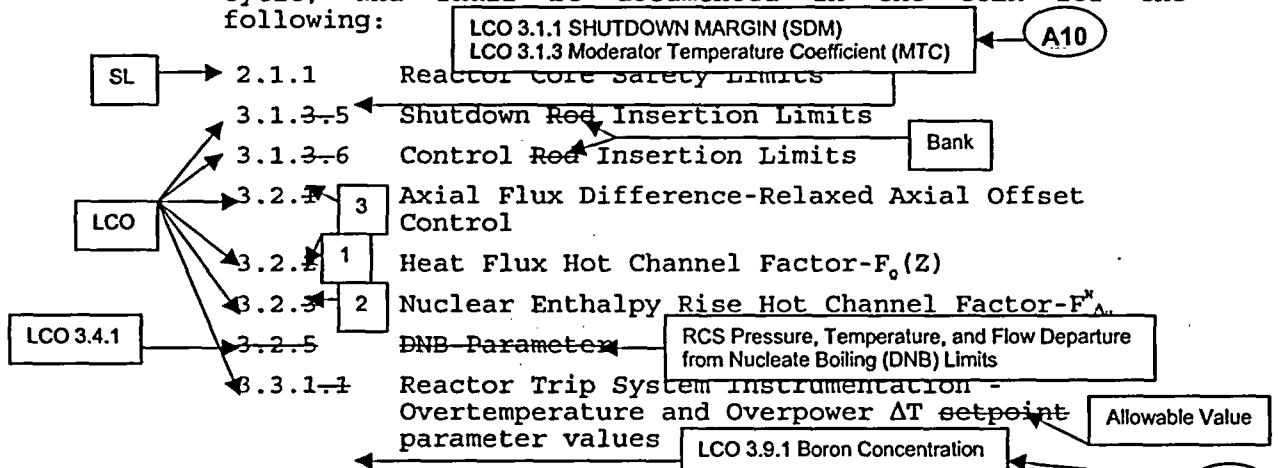 following:
LCO 3.1.1 SHUTDOWN MARGIN (SDM)
LCO 3.1.3 Moderator Temperature Coefficient (MTC)
A10
SL
2.1.1 Reactor Core Safety Limits
3.1.3.5 Shutdown Rod Insertion Limits
3.1.3.6 Control Rod Insertion Limits
Bank
LCO
3.2.1 Axial Flux Difference-Relaxed Axial Offset
3
Control
3.2.2 Heat Flux Hot Channel Factor-FQ(Z)
1
3.2.3 Nuclear Enthalpy Rise Hot Channel Factor-FNΔH
2
LCO 3.4.1
3.2.5 DNB Parameter
RCS Pressure, Temperature, and Flow Departure
from Nucleate Boiling (DNB) Limits
3.3.1.1 Reactor Trip System Instrumentation -
Overtemperature and Overpower ΔT setpoint
Allowable Value
parameter values
LCO 3.9.1 Boron Concentration